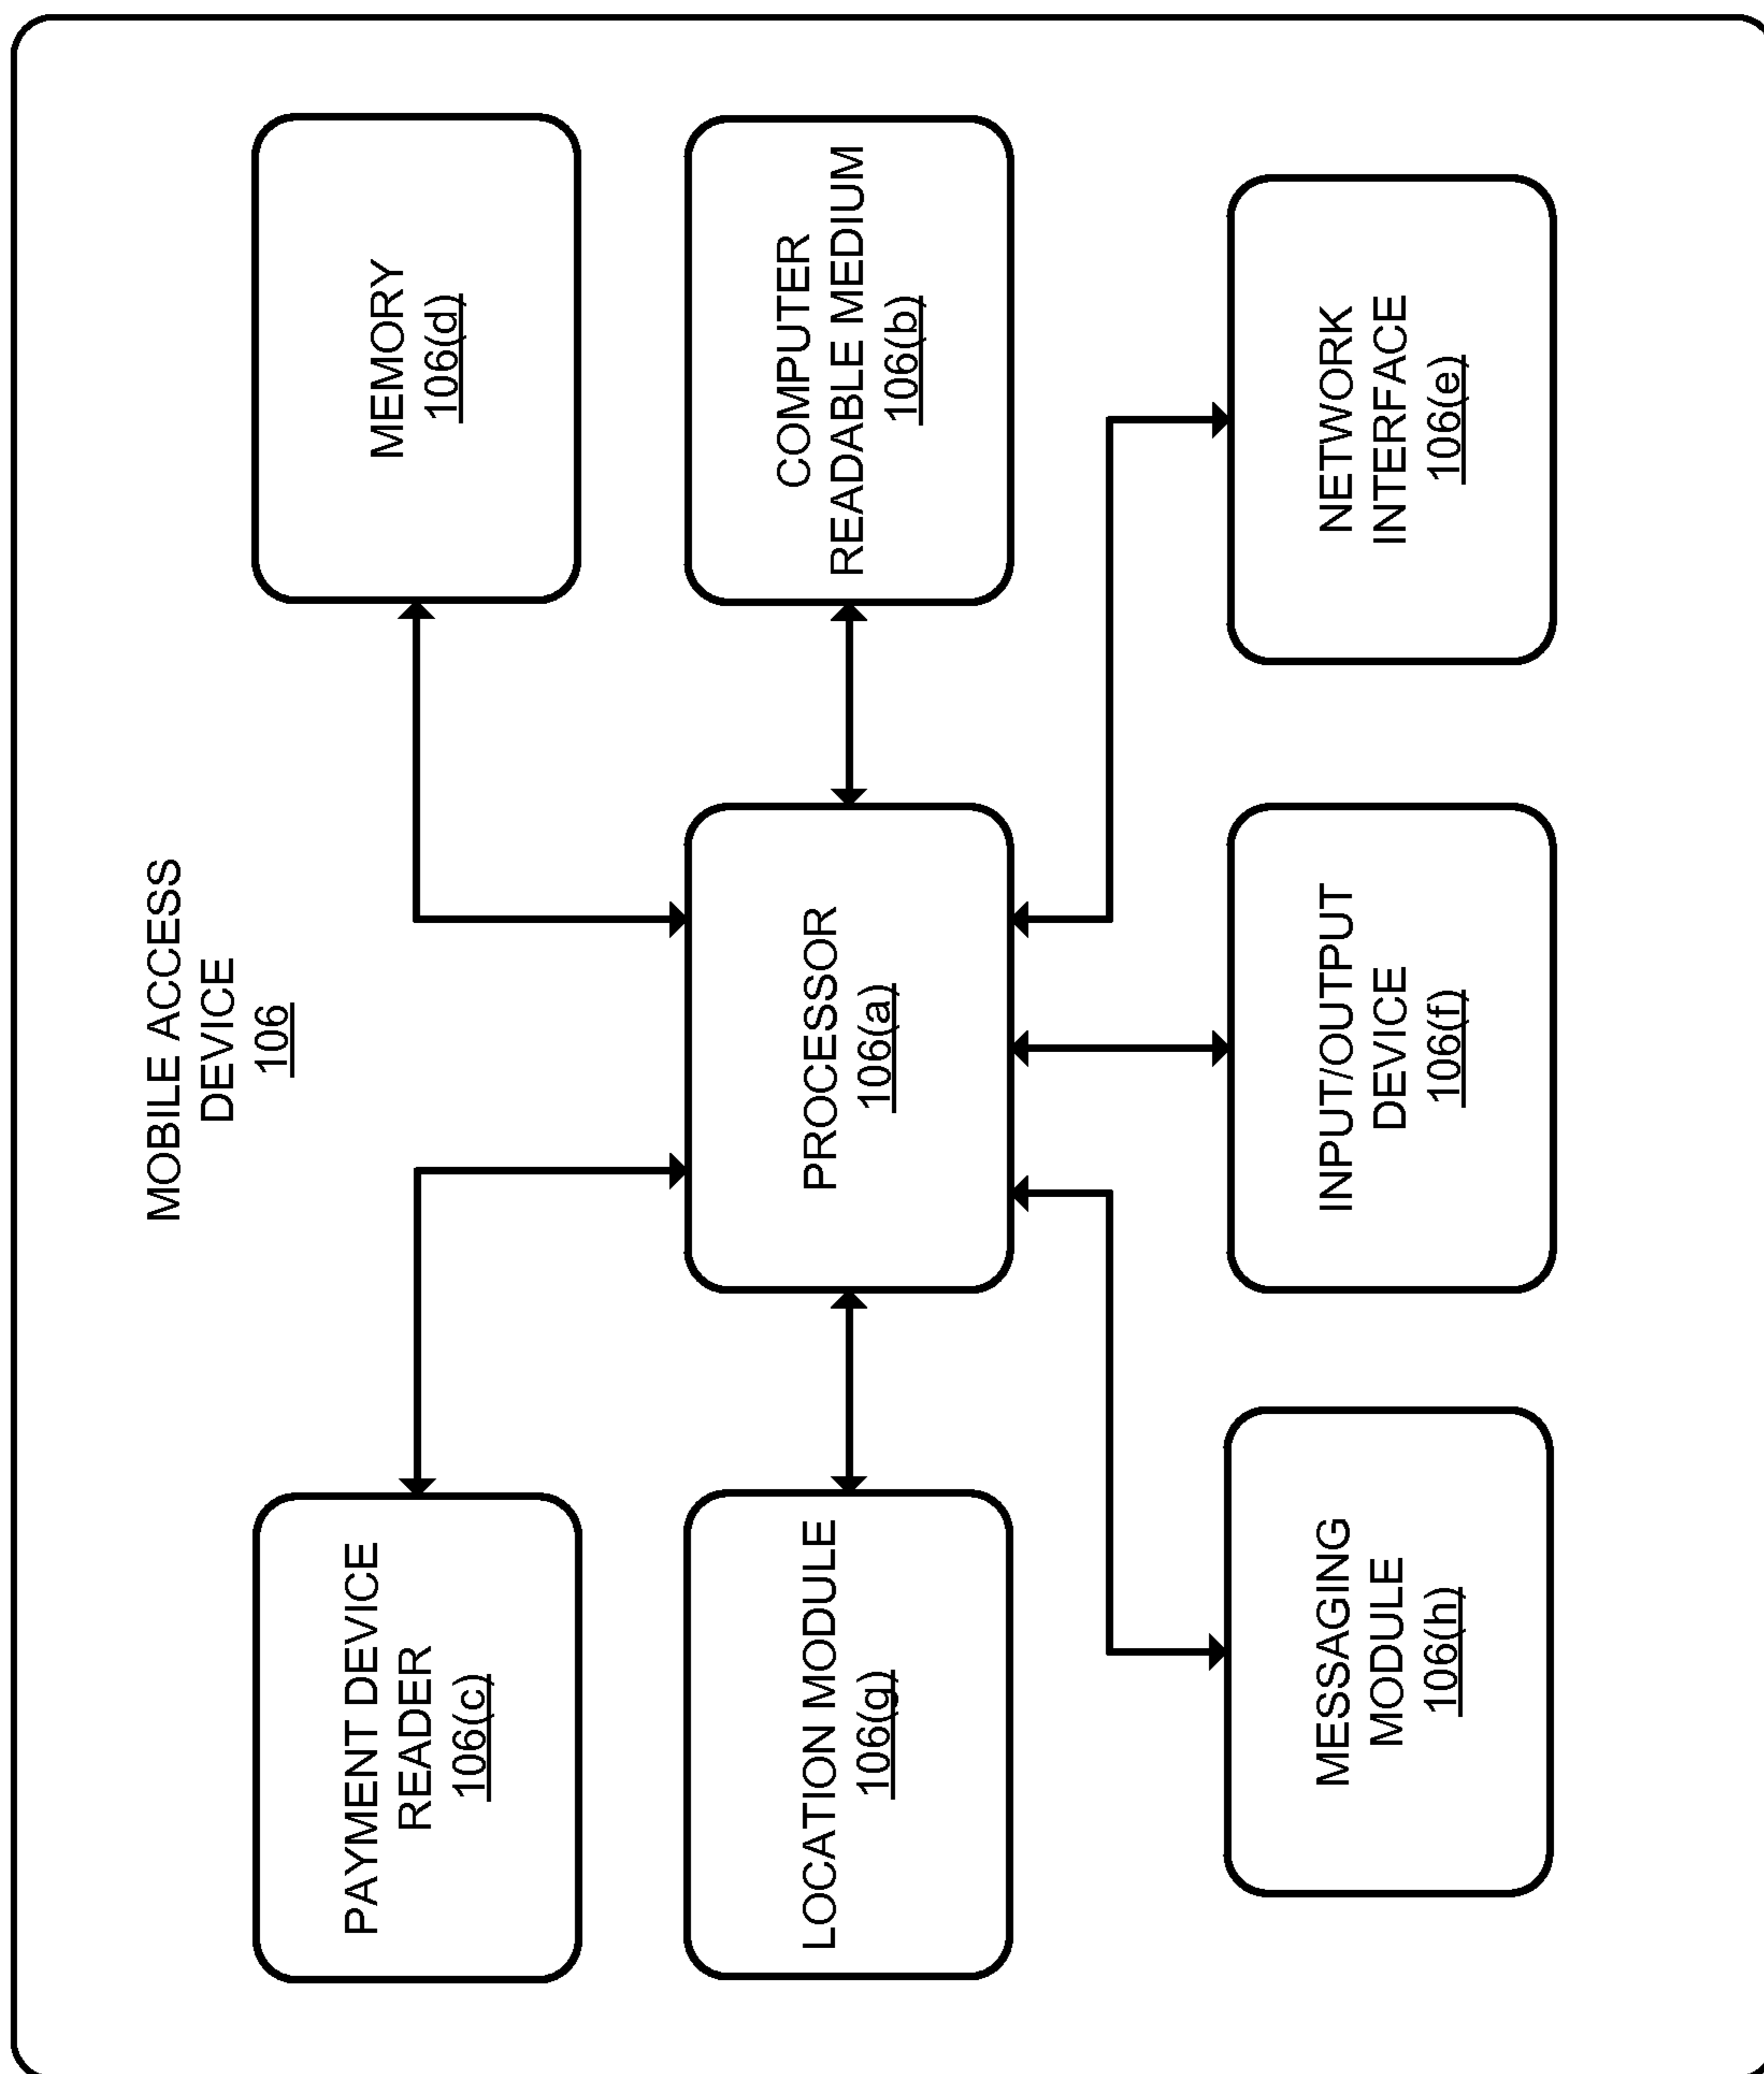 MOBILE ACCESS
DEVICE
106
PAYMENT DEVICE
READER
106(c)
MEMORY
106(d)
LOCATION MODULE
106(g)
PROCESSOR
106(a)
COMPUTER
READABLE MEDIUM
106(b)
MESSAGING
MODULE
106(h)
INPUT/OUTPUT
DEVICE
106(f)
NETWORK
INTERFACE
106(e)